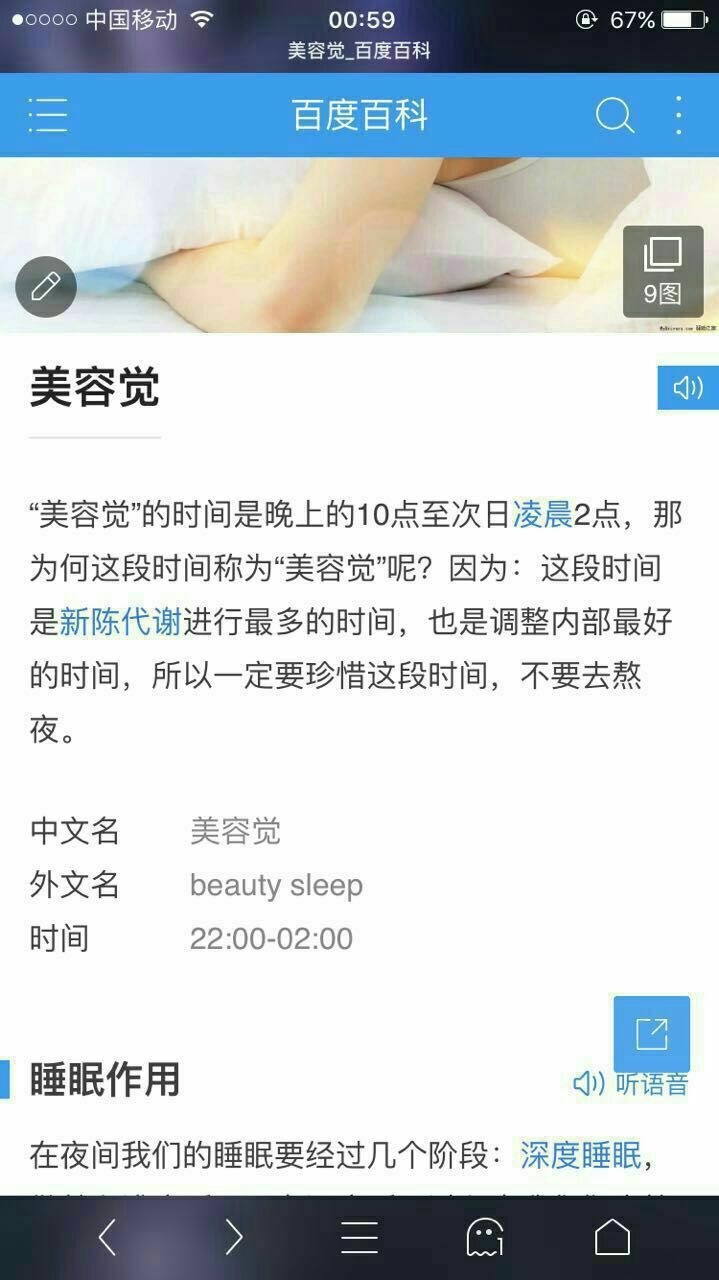 中国移动 00:59 67%
美容觉_百度百科
百度百科
9图
美容觉
“美容觉”的时间是晚上的10点至次日凌晨2点，那
为何这段时间称为“美容觉”呢？因为：这段时间
是新陈代谢进行最多的时间，也是调整内部最好
的时间，所以一定要珍惜这段时间，不要去熬
夜。
中文名 美容觉
外文名 beauty sleep
时间 22:00-02:00
睡眠作用 听语音
在夜间我们的睡眠要经过几个阶段：深度睡眠，
1